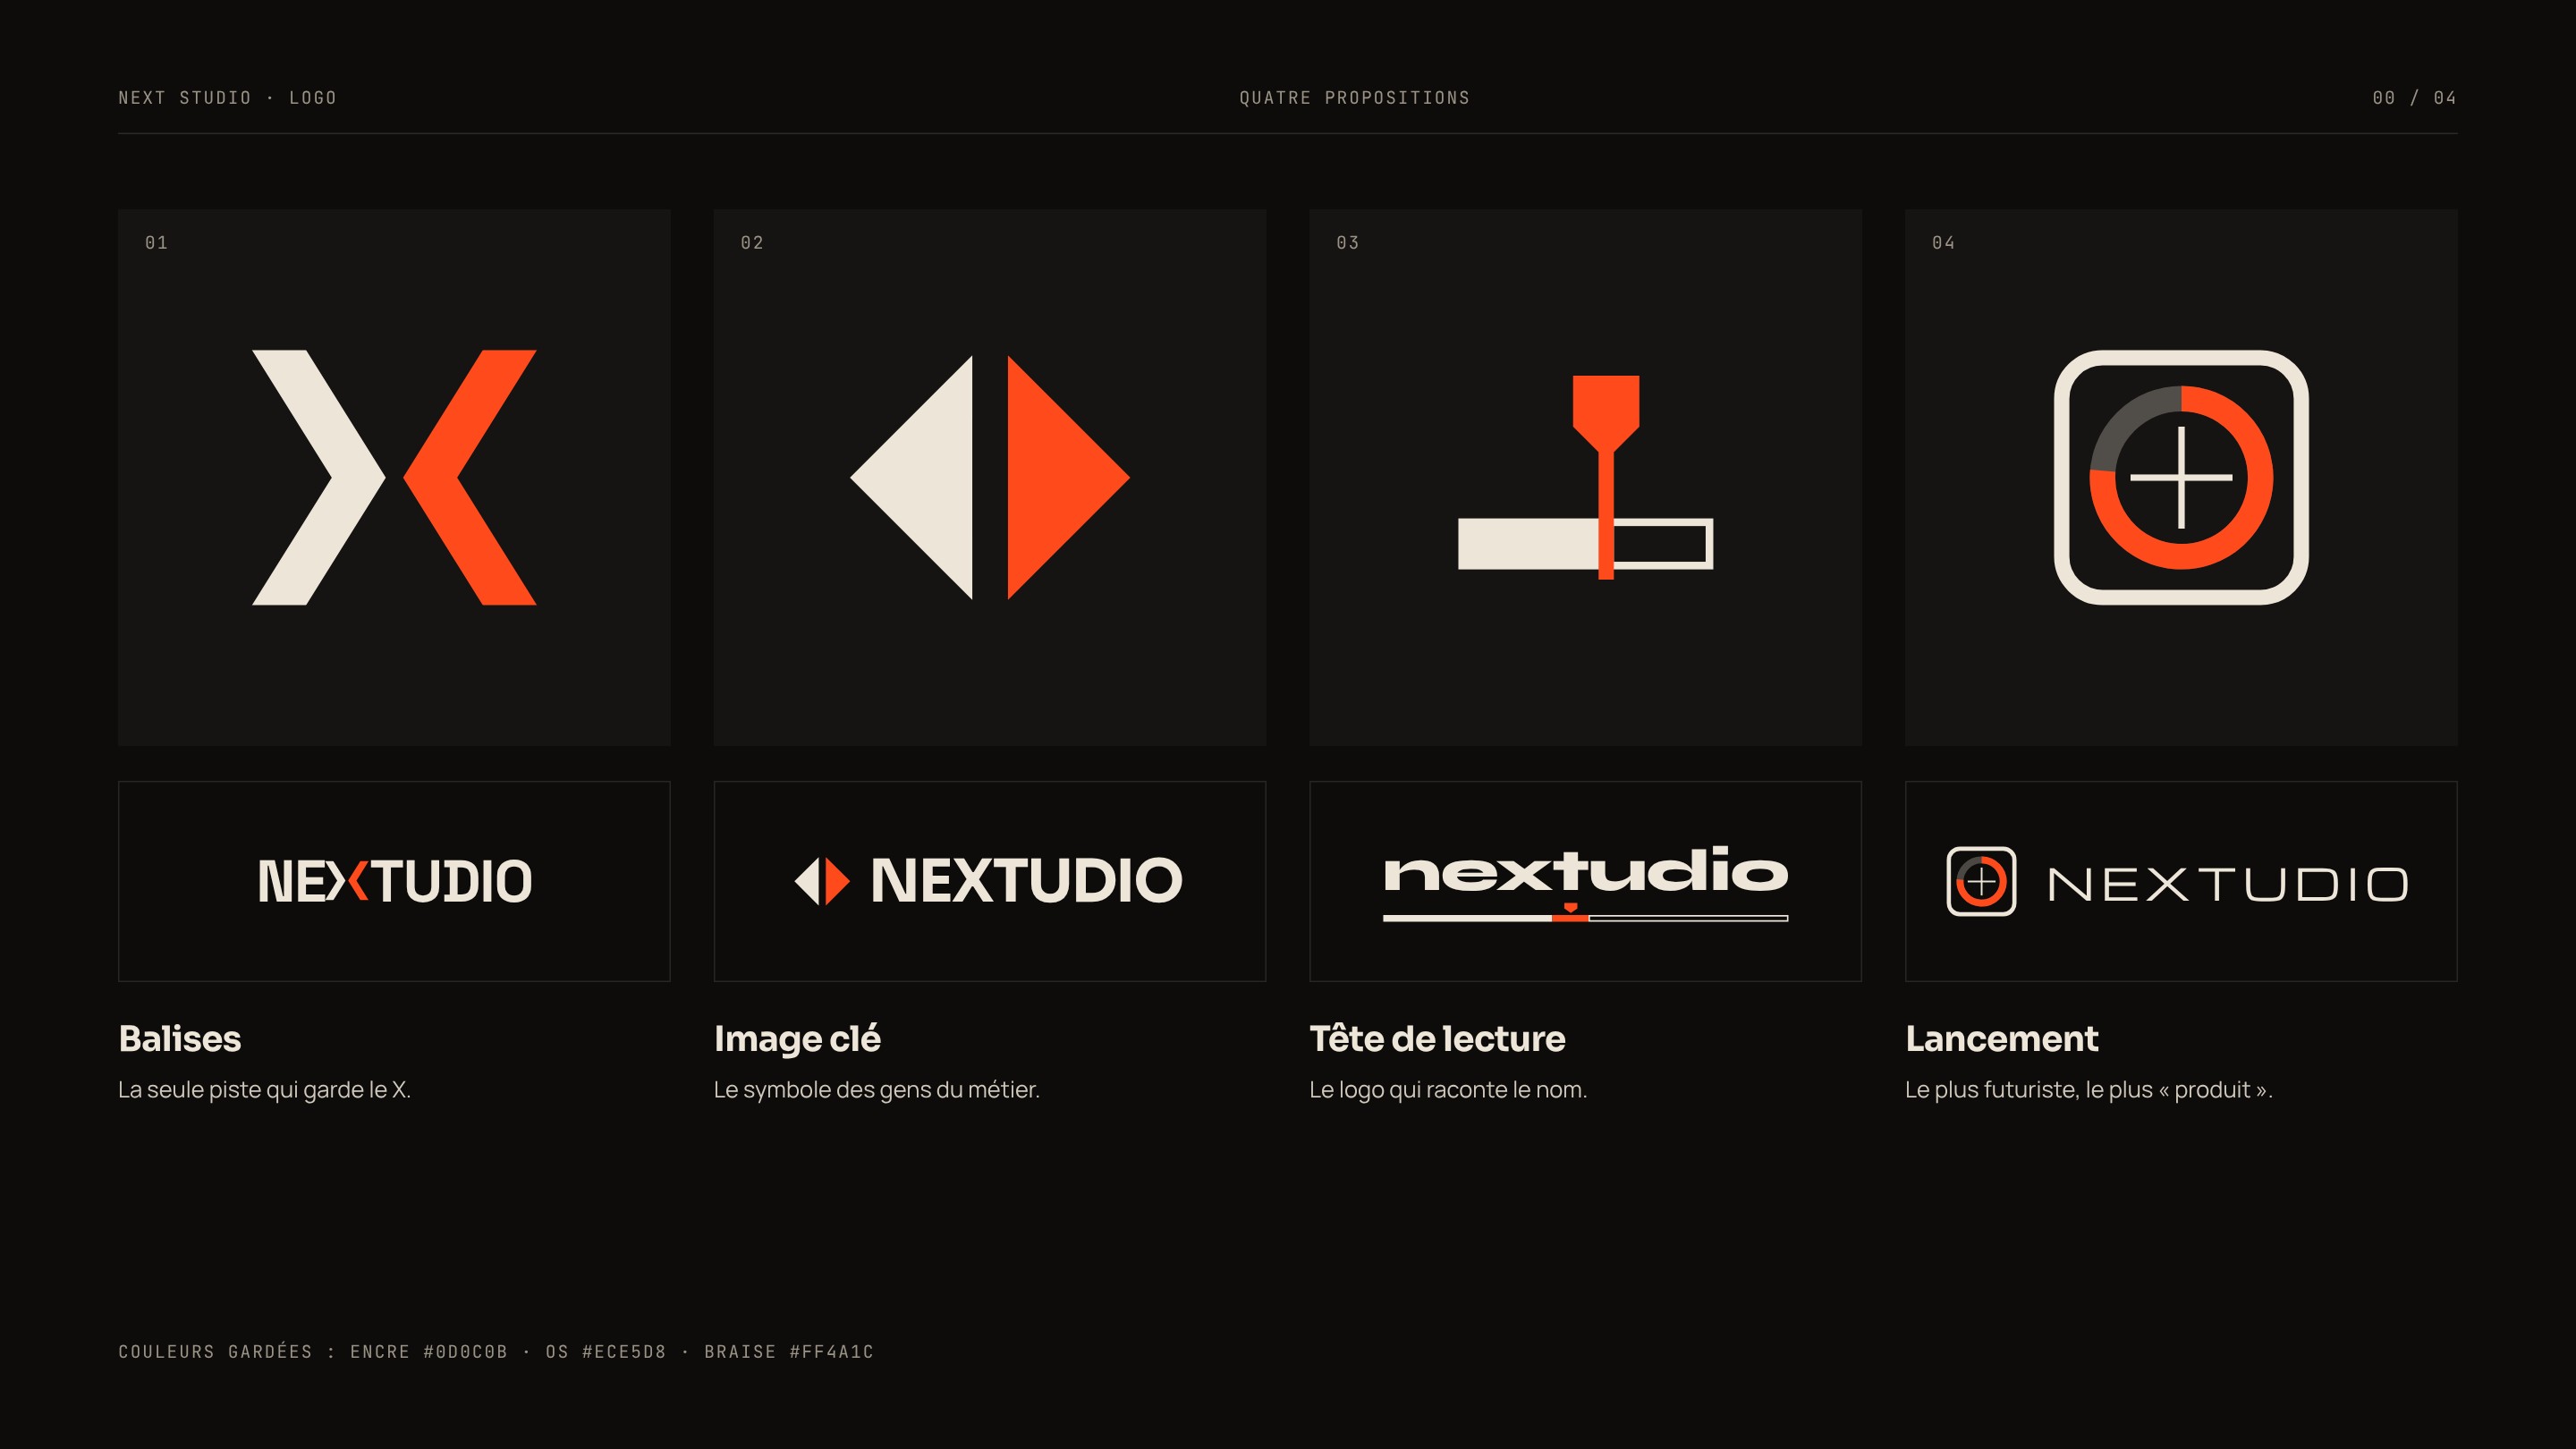 NEXT STUDIO · LOGO
QUATRE PROPOSITIONS
00 / 04
01
02
03
04
NEXTUDIO
NEXTUDIO
nextudio
NEXTUDIO
Balises
La seule piste qui garde le X.
Image clé
Le symbole des gens du métier.
Tête de lecture
Le logo qui raconte le nom.
Lancement
Le plus futuriste, le plus « produit ».
COULEURS GARDÉES : ENCRE #0D0C0B · OS #ECE5D8 · BRAISE #FF4A1C